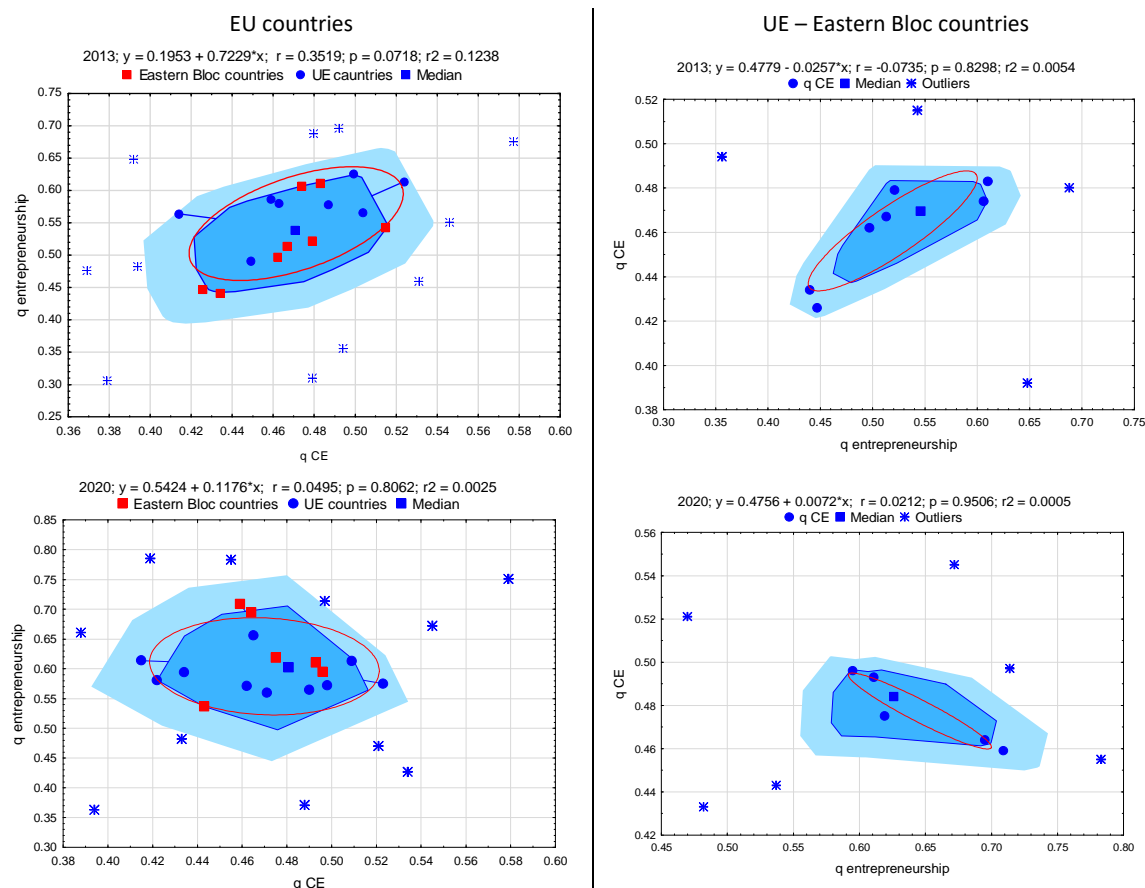 EU countries
2013; y = 0.1953 + 0.7229*x; r = 0.3519; p = 0.0718; r2 = 0.1238
Eastern Bloc countries UE cauntries Median
0.75
0.70
0.65
0.60
0.55
0.50
0.45
0.40
0.35
0.30
0.25
q entrepreneurship
0.36 0.38 0.40 0.42 0.44 0.46 0.48 0.50 0.52 0.54 0.56 0.58 0.60
q CE
2020; y = 0.5424 + 0.1176*x; r = 0.0495; p = 0.8062; r2 = 0.0025
Eastern Bloc countries UE countries Median
0.85
0.80
0.75
0.70
0.65
0.60
0.55
0.50
0.45
0.40
0.35
0.30
q entrepreneurship
0.38 0.40 0.42 0.44 0.46 0.48 0.50 0.52 0.54 0.56 0.58 0.60
q CE
UE – Eastern Bloc countries
2013; y = 0.4779 - 0.0257*x; r = -0.0735; p = 0.8298; r2 = 0.0054
q CE Median Outliers
0.52
0.50
0.48
0.46
0.44
0.42
0.40
0.38
q CE
0.30 0.35 0.40 0.45 0.50 0.55 0.60 0.65 0.70 0.75
q entrepreneurship
2020; y = 0.4756 + 0.0072*x; r = 0.0212; p = 0.9506; r2 = 0.0005
q CE Median Outliers
0.56
0.54
0.52
0.50
0.48
0.46
0.44
0.42
q CE
0.45 0.50 0.55 0.60 0.65 0.70 0.75 0.80
q entrepreneurship